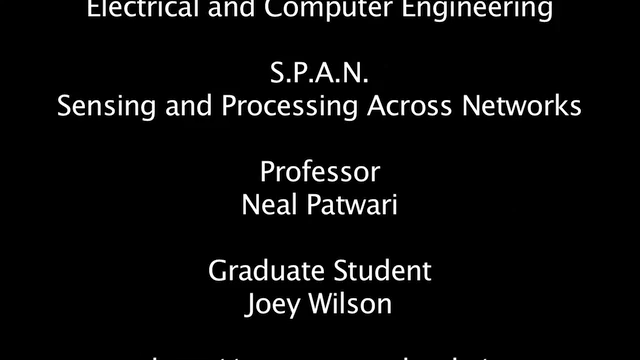 Electrical and Computer Engineering
S.P.A.N.
Sensing and Processing Across Networks
Professor
Neal Patwari
Graduate Student
Joey Wilson